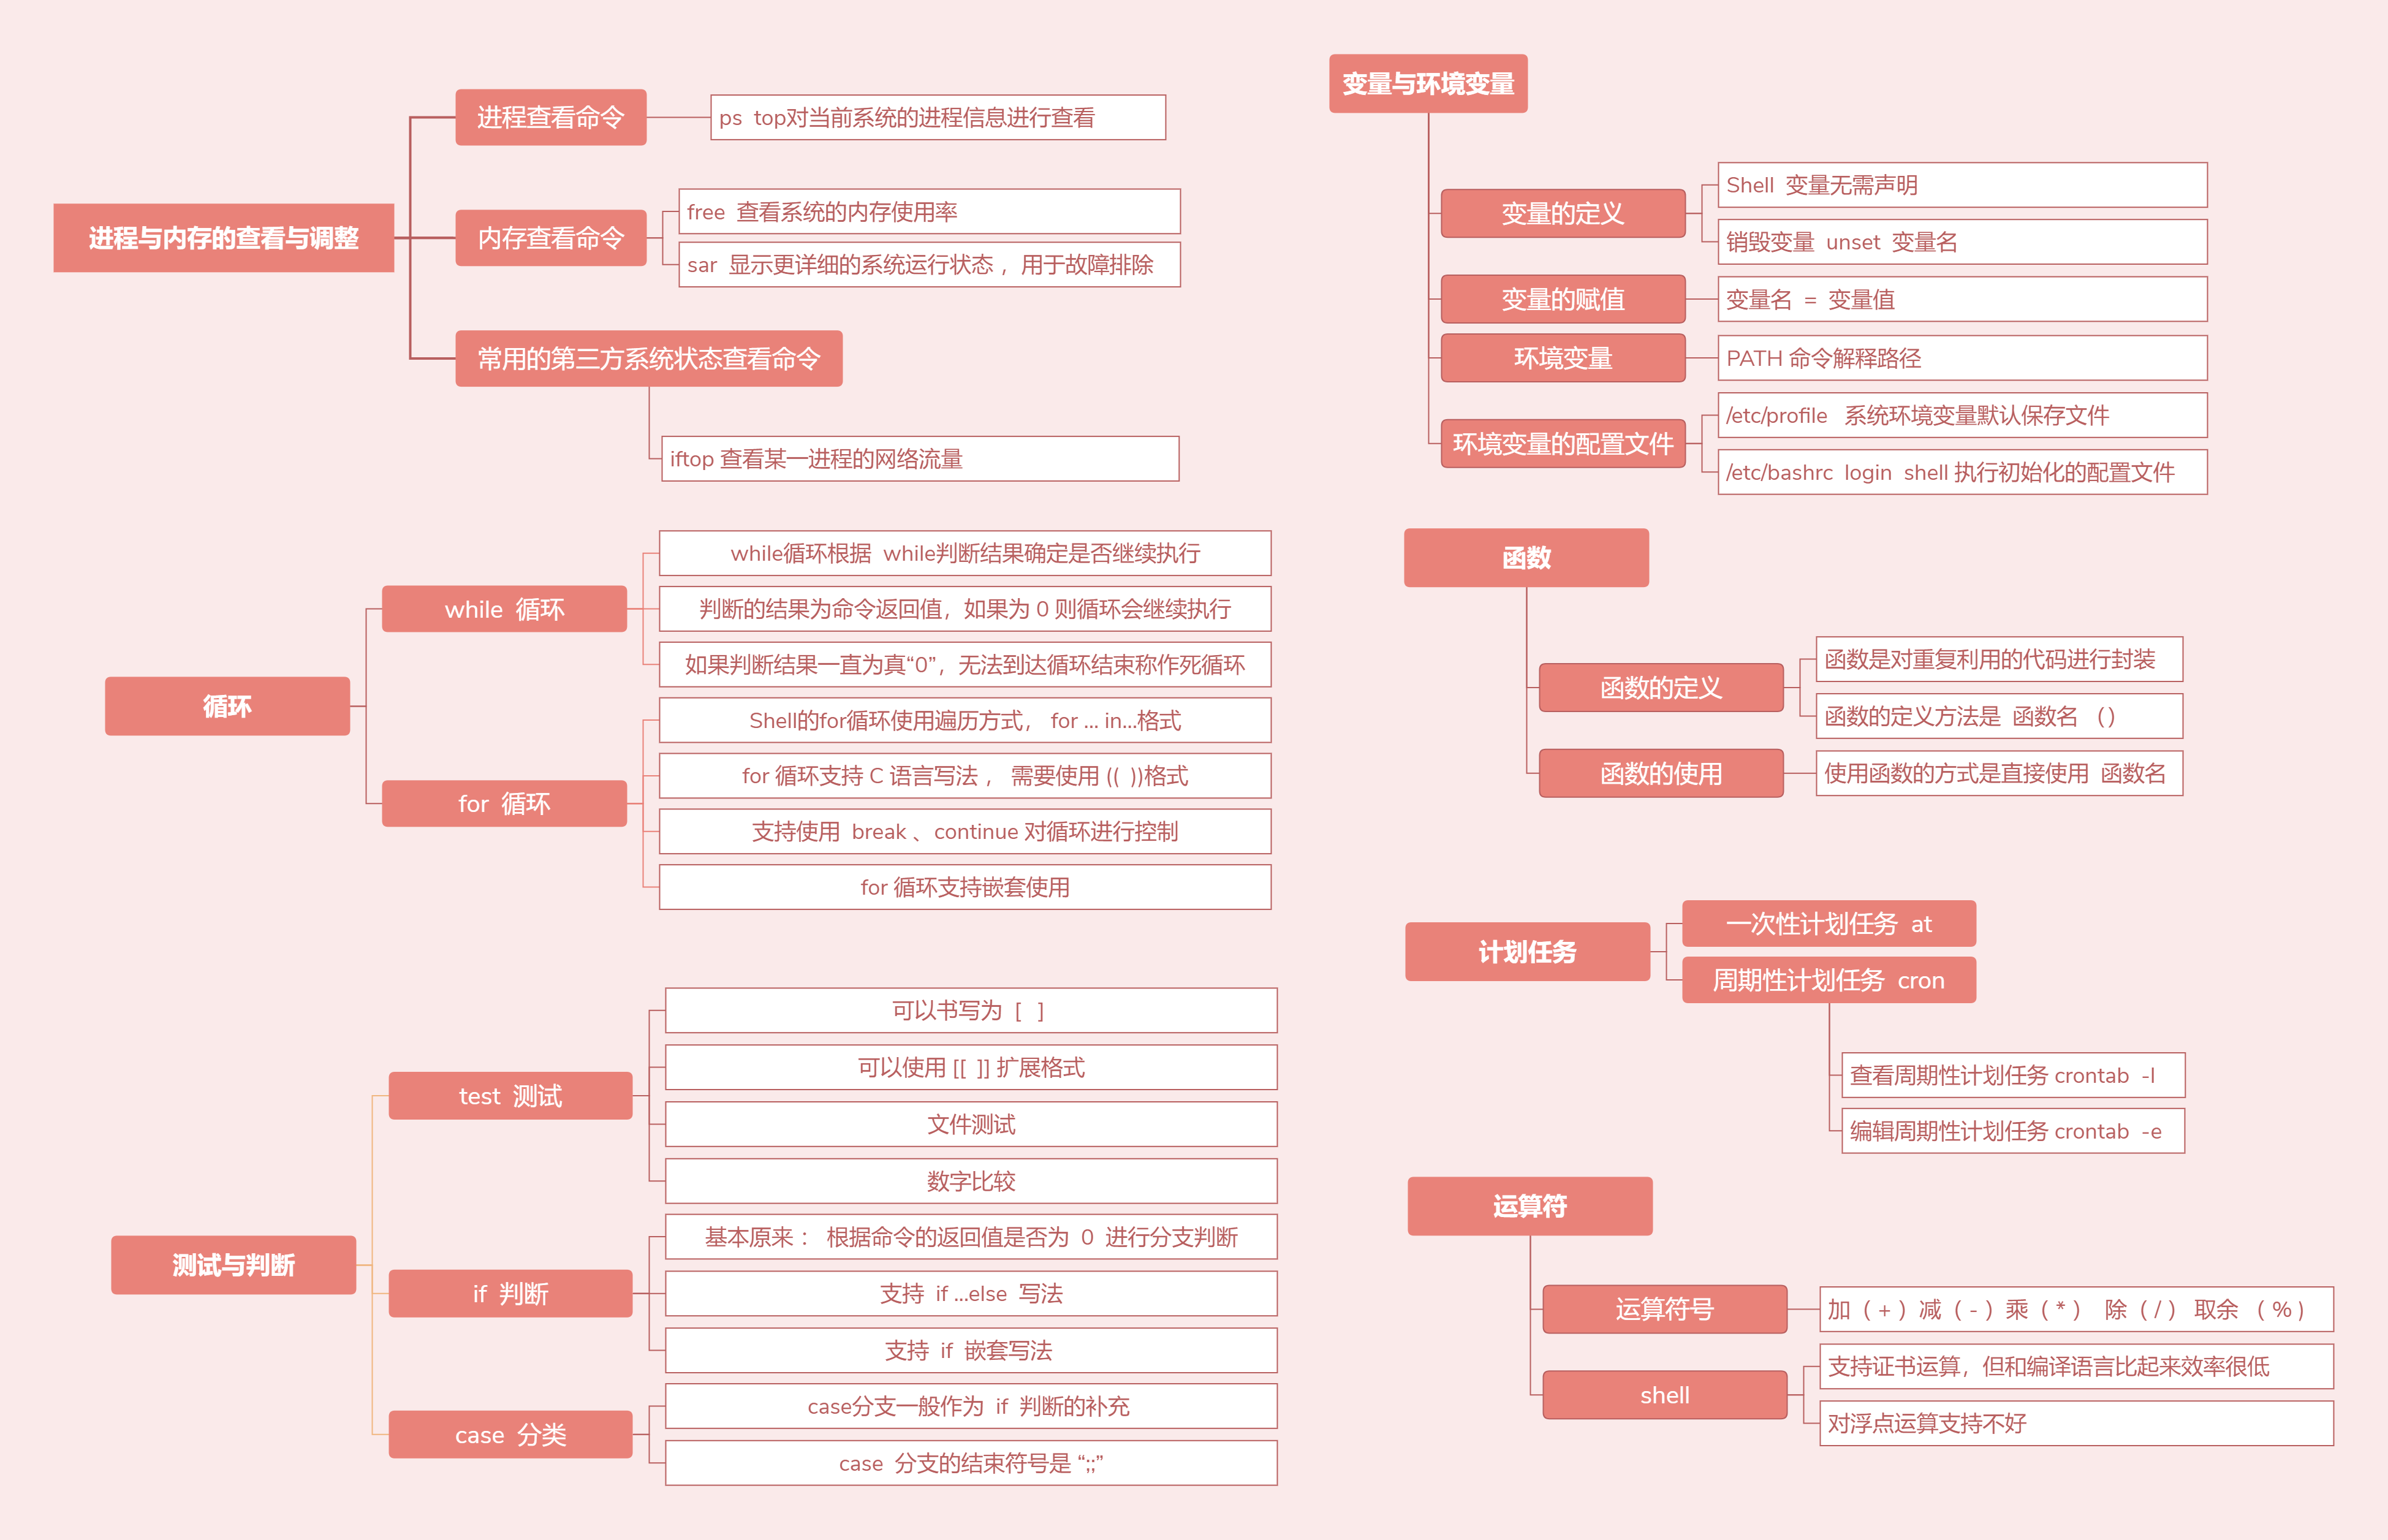 进程与内存的查看与调整
进程查看命令
ps top对当前系统的进程信息进行查看
内存查看命令
free 查看系统的内存使用率
sar 显示更详细的系统运行状态 ，用于故障排除
常用的第三方系统状态查看命令
iftop 查看某一进程的网络流量
循环
while 循环
while循环根据 while判断结果确定是否继续执行
判断的结果为命令返回值，如果为 0 则循环会继续执行
如果判断结果一直为真“0”，无法到达循环结束称作死循环
for 循环
Shell的for循环使用遍历方式， for ... in...格式
for 循环支持 C 语言写法 ， 需要使用 (( ))格式
支持使用 break 、continue 对循环进行控制
for 循环支持嵌套使用
测试与判断
test 测试
可以书写为 [ ]
可以使用 [[ ]] 扩展格式
文件测试
数字比较
if 判断
基本原来 ： 根据命令的返回值是否为 0 进行分支判断
支持 if ...else 写法
支持 if 嵌套写法
case 分类
case分支一般作为 if 判断的补充
case 分支的结束符号是 “;;”
变量与环境变量
变量的定义
Shell 变量无需声明
销毁变量 unset 变量名
变量的赋值
变量名 = 变量值
环境变量
PATH 命令解释路径
环境变量的配置文件
/etc/profile 系统环境变量默认保存文件
/etc/bashrc login shell 执行初始化的配置文件
函数
函数的定义
函数是对重复利用的代码进行封装
函数的定义方法是 函数名 （ ）
函数的使用
使用函数的方式是直接使用 函数名
计划任务
一次性计划任务 at
周期性计划任务 cron
查看周期性计划任务 crontab -l
编辑周期性计划任务 crontab -e
运算符
运算符号
加（ + ）减（ - ）乘（ * ） 除（ / ） 取余 （ % ）
shell
支持证书运算，但和编译语言比起来效率很低
对浮点运算支持不好